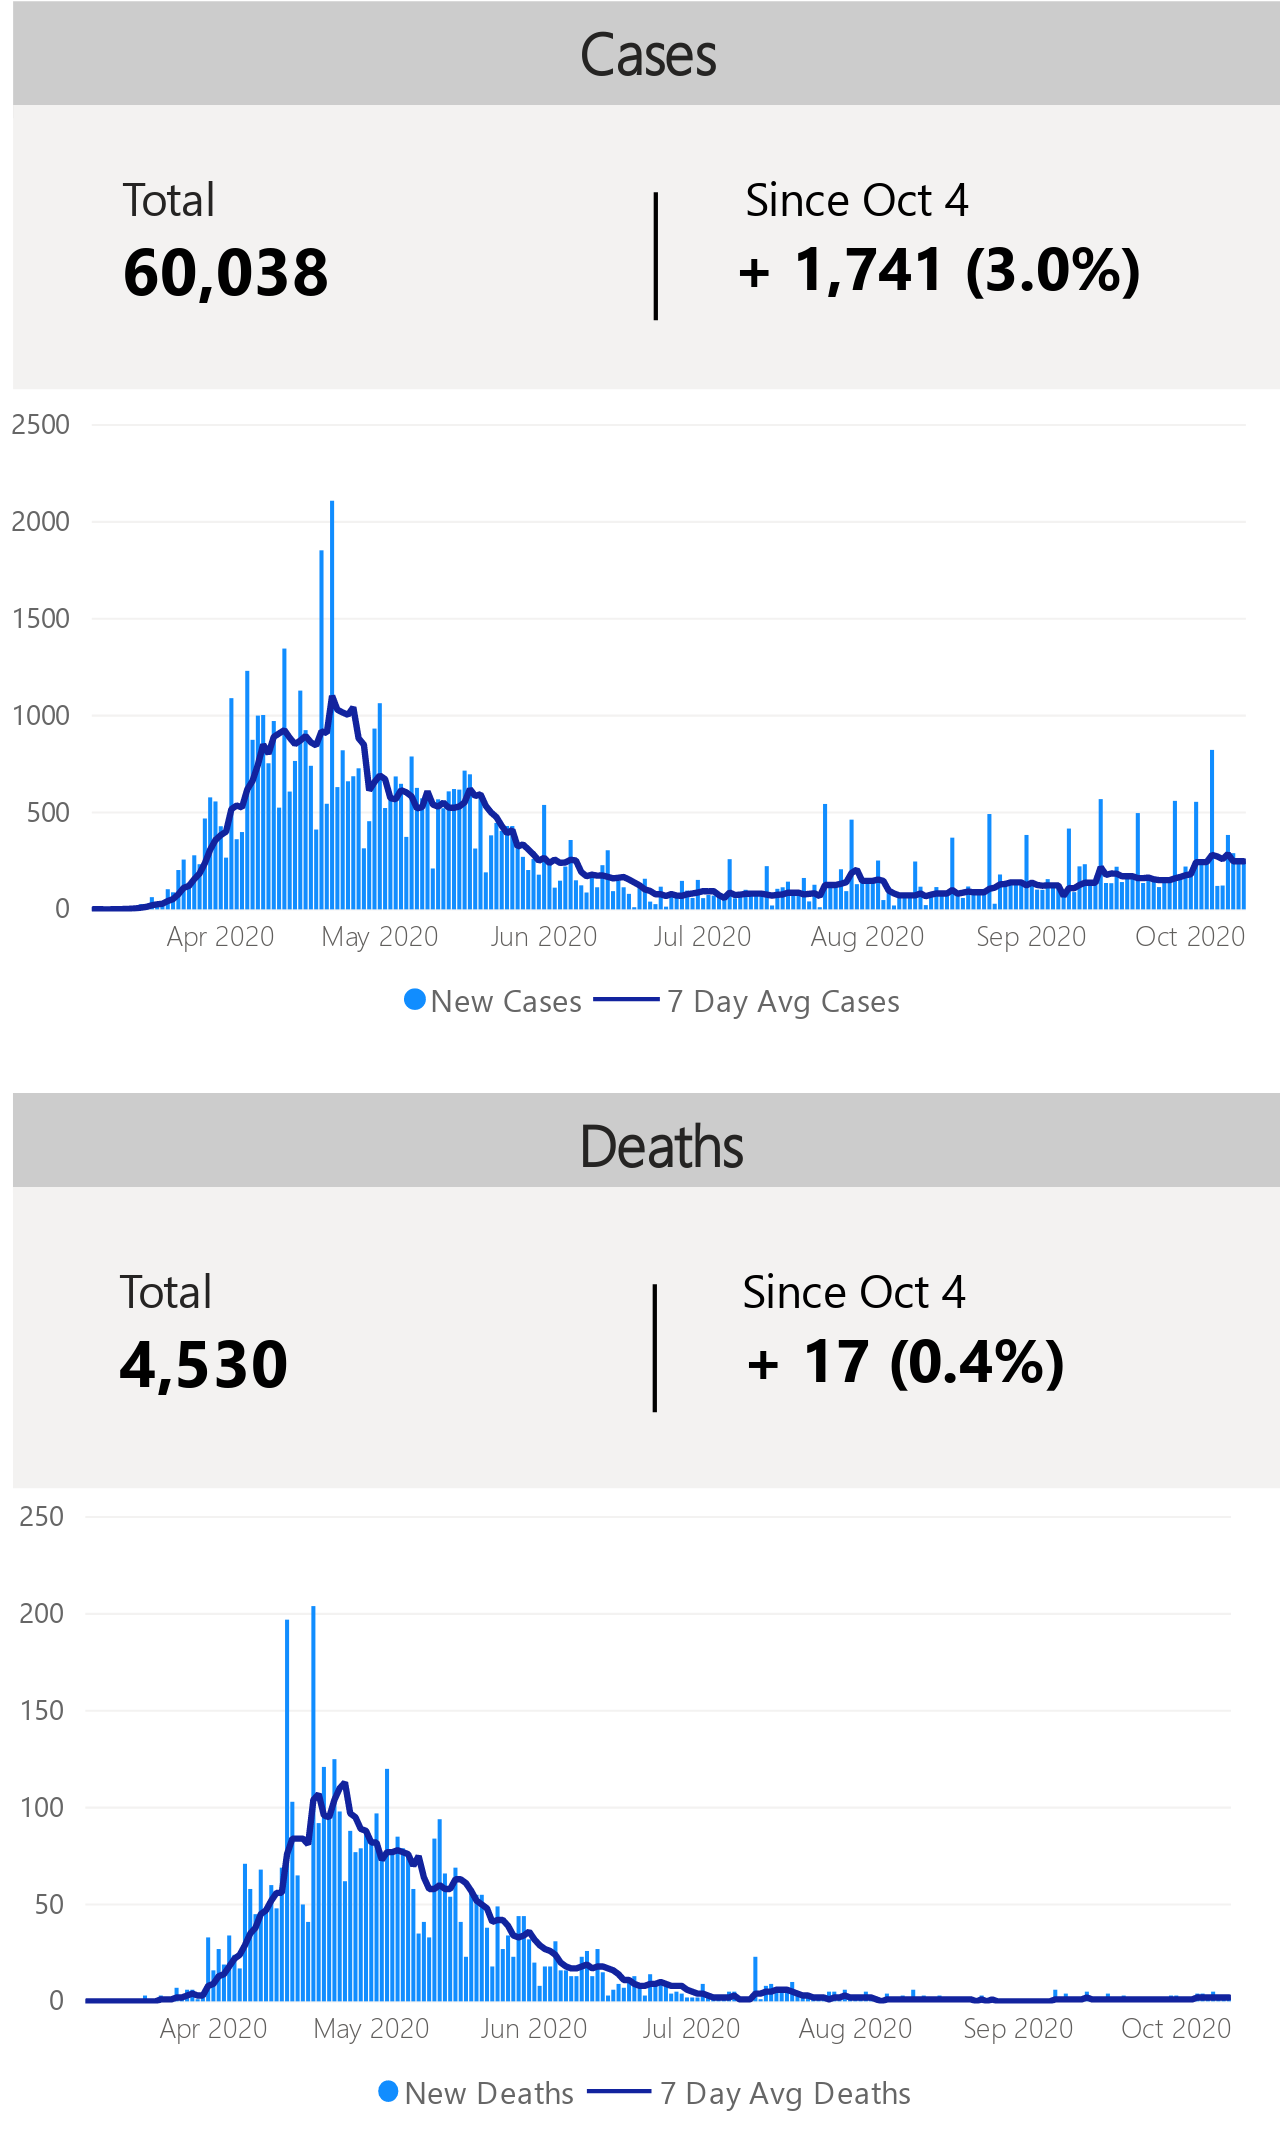 Cases
Total
Since Oct 4
60,038
+ 1,741 (3.0%)
2500
2000
1500
1000
500
0
Apr 2020 May 2020 Jun 2020 Jul 2020 Aug 2020 Sep 2020 Oct 2020
New Cases 7 Day Avg Cases
Deaths
Total
Since Oct 4
4,530
+ 17 (0.4%)
250
200
150
100
50
0
Apr 2020 May 2020 Jun 2020 Jul 2020 Aug 2020 Sep 2020 Oct 2020
New Deaths 7 Day Avg Deaths